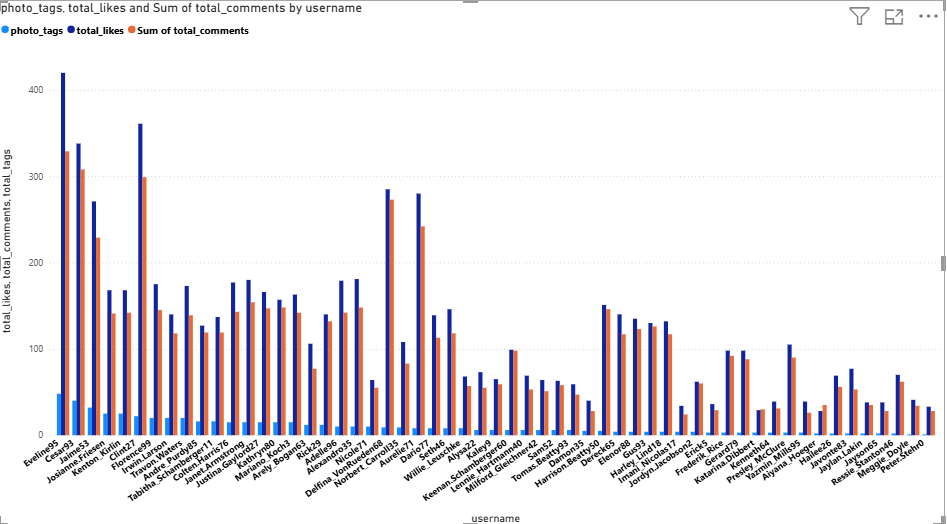 photo_tags, total_likes and Sum of total_comments by username
photo_tags total_likes Sum of total_comments
400
300
200
100
0
total_likes, total_comments, total_tags
Eveline95
Cesar93
James53
Josianne.Friesen
Kenton_Kirlin
Clint27
Florence99
Irwin.Larson
Travon.Waters
Andre_Purdy85
Tabitha_Schamberger11
Colten.Harris76
Janet.Armstrong
Justina.Gaylord27
Kathryn80
Mariano_Koch3
Arely_Bogan63
Rick29
Adelle96
Alexandro35
Nicole71
Delfina_VonRueden68
Norbert_Carroll35
Aurelie71
Dario77
Seth46
Willie_Leuschke
Alysa22
Kaley9
Keenan.Schamberger60
Lennie_Hartmann40
Milford_Gleichner42
Sam52
Tomas.Beatty93
Damon35
Harrison.Beatty50
Dereck65
Elenor88
Gus93
Harley_Lind18
Imani_Nicolas17
Jordyn.Jacobson2
Erick5
Frederik_Rice
Gerard79
Katarina.Dibbert
Kenneth64
Presley_McClure
Yazmin_Mills95
Aiyana_Hoeger
Hailee26
Javonte83
Jaylan.Lakin
Jayson65
Ressie_Stanton46
Meggie_Doyle
Peter.Stehr0
username